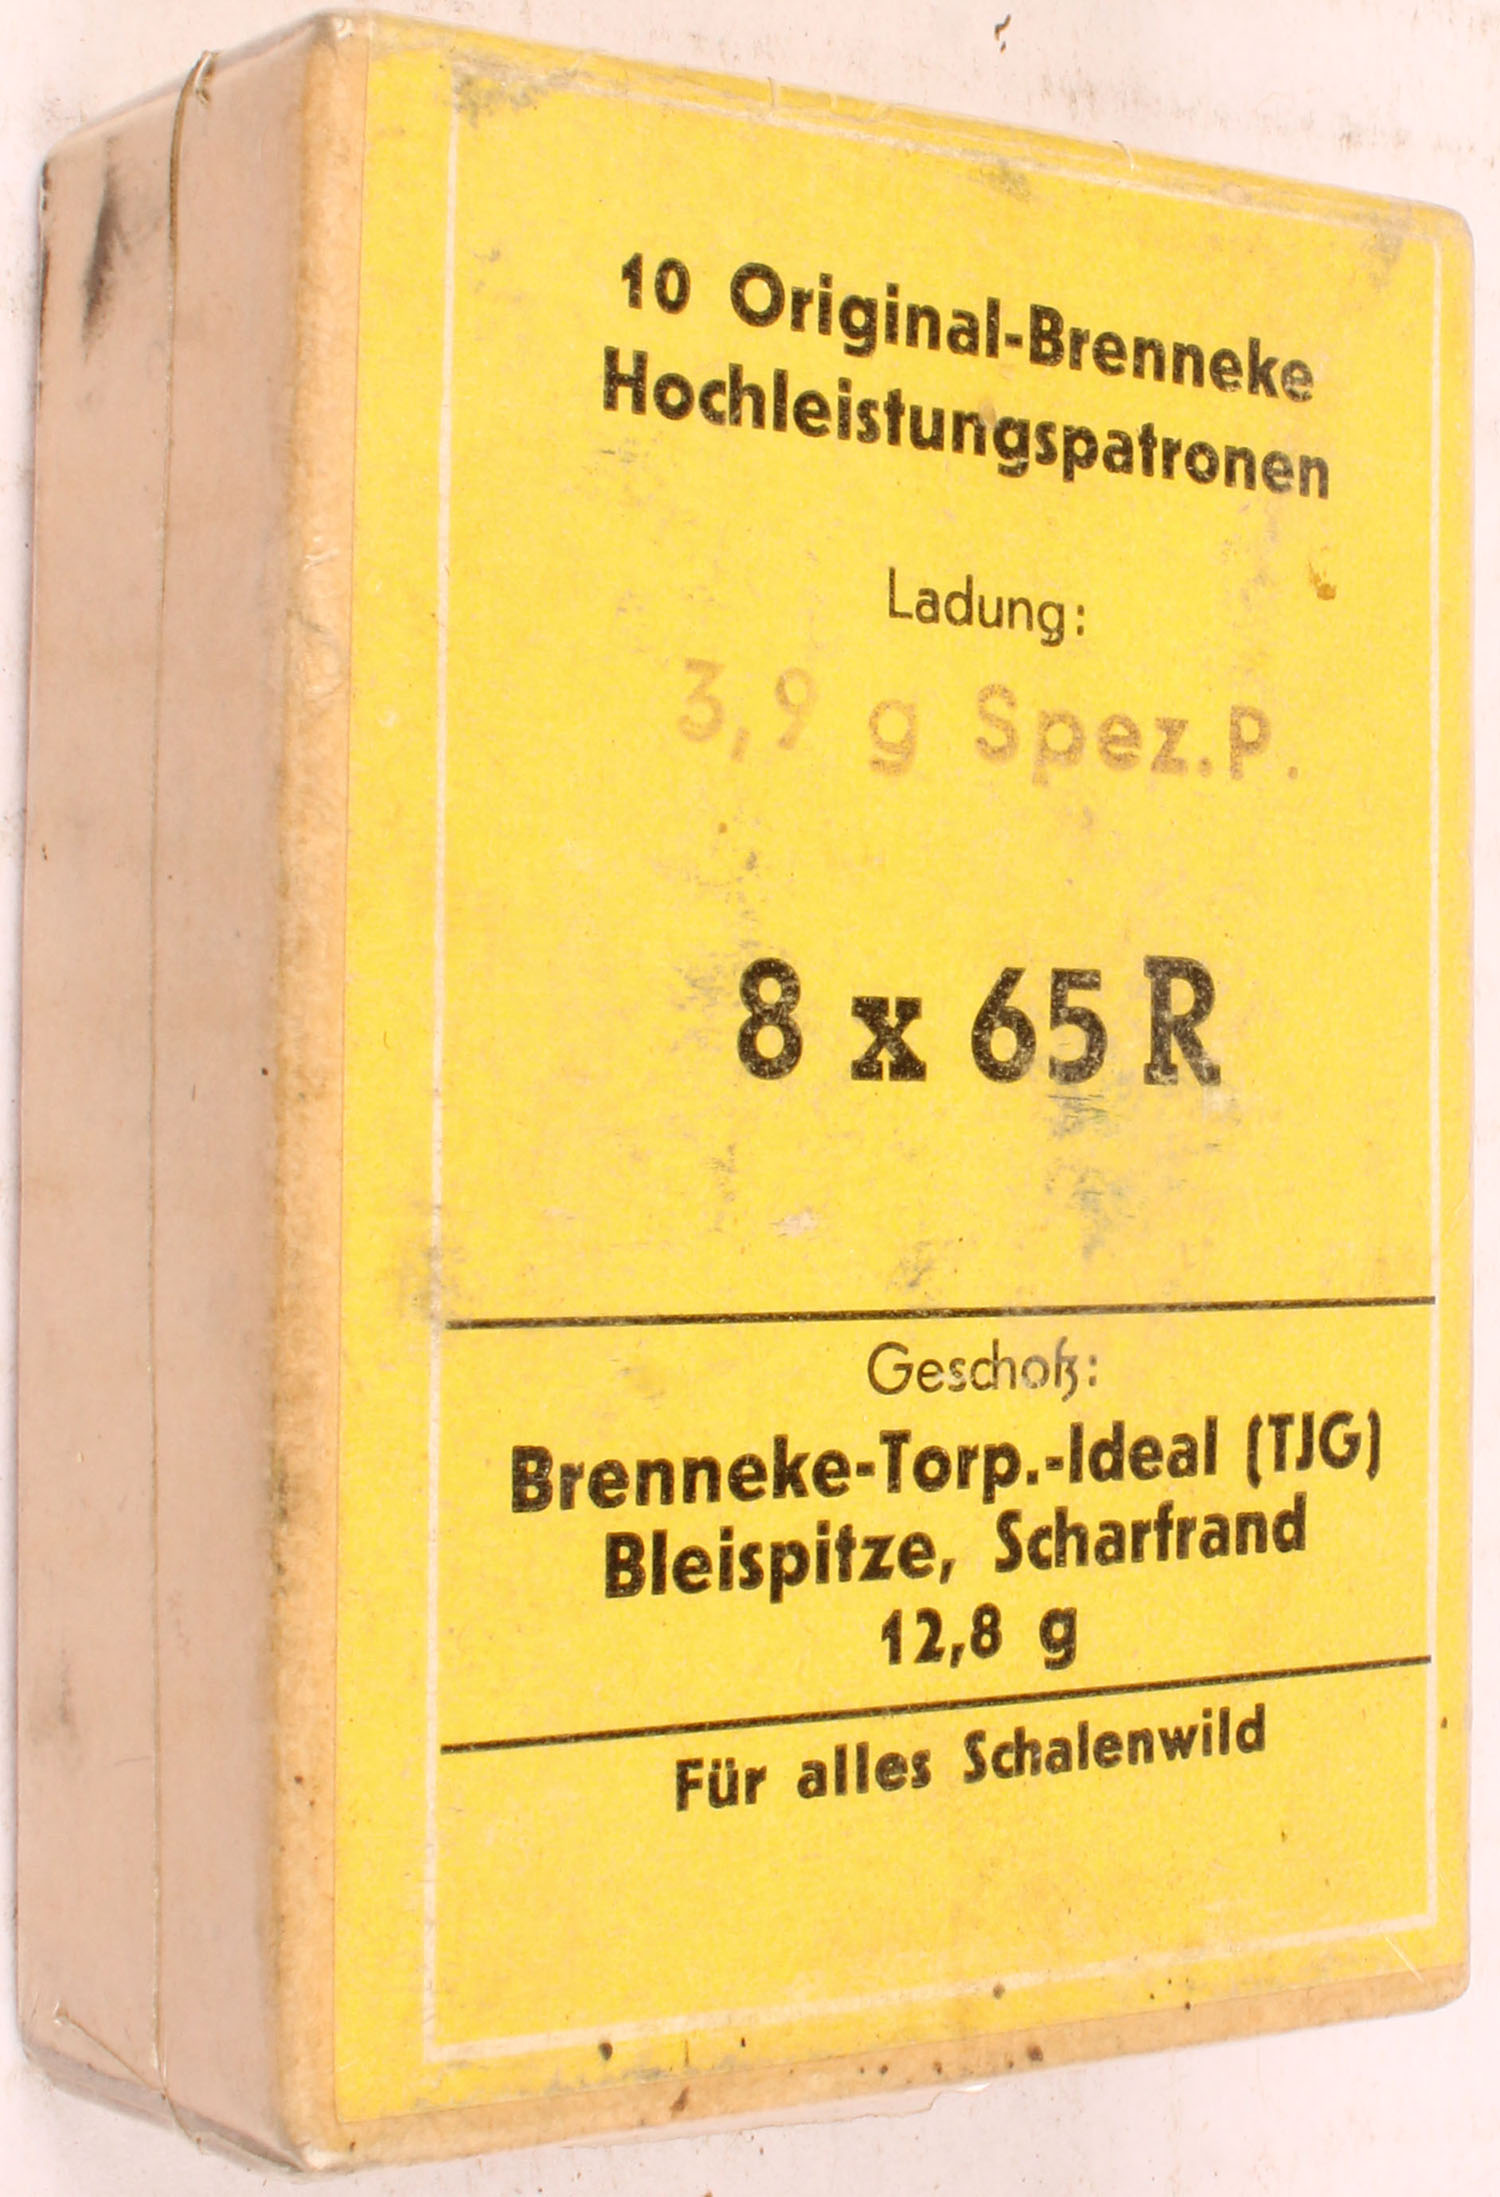 10 Original-Brenneke
Hochleistungspatronen
Ladung:
3,9 g Spez.P.
8 x 65 R
Geschoß:
Brenneke-Torp.-Ideal (TJG)
Bleispitze, Scharfrand
12,8 g
Für alles Schalenwild